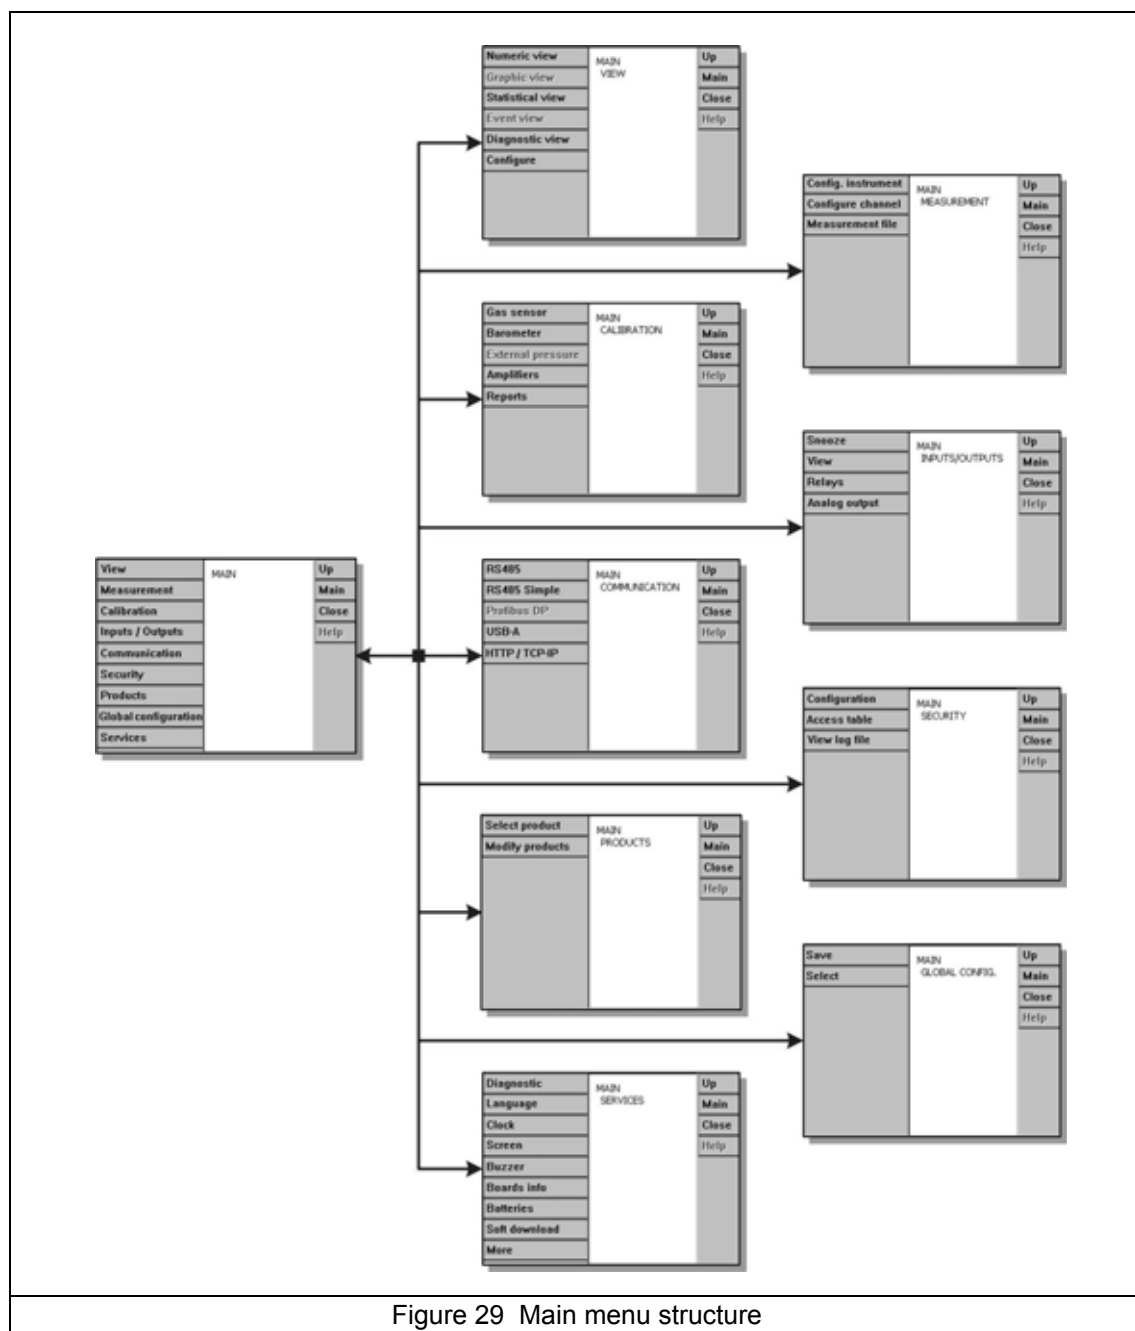 Numeric view
Graphic view
Statistical view
Event view
Diagnostic view
Configure
MAIN
VIEW
Up
Main
Close
Help
Config. instrument
Configure channel
Measurement file
MAIN
MEASUREMENT
Up
Main
Close
Help
Gas sensor
Barometer
External pressure
Amplifiers
Reports
MAIN
CALIBRATION
Up
Main
Close
Help
Snooze
View
Relays
Analog output
MAIN
INPUTS/OUTPUTS
Up
Main
Close
Help
View
Measurement
Calibration
Inputs / Outputs
Communication
Security
Products
Global configuration
Services
MAIN
Up
Main
Close
Help
RS485
RS485 Simple
Profibus DP
USB-A
HTTP / TCP-IP
MAIN
COMMUNICATION
Up
Main
Close
Help
Configuration
Access table
View log file
MAIN
SECURITY
Up
Main
Close
Help
Select product
Modify products
MAIN
PRODUCTS
Up
Main
Close
Help
Save
Select
MAIN
GLOBAL CONFIG.
Up
Main
Close
Help
Diagnostic
Language
Clock
Screen
Buzzer
Boards info
Batteries
Soft download
More
MAIN
SERVICES
Up
Main
Close
Help
Figure 29 Main menu structure